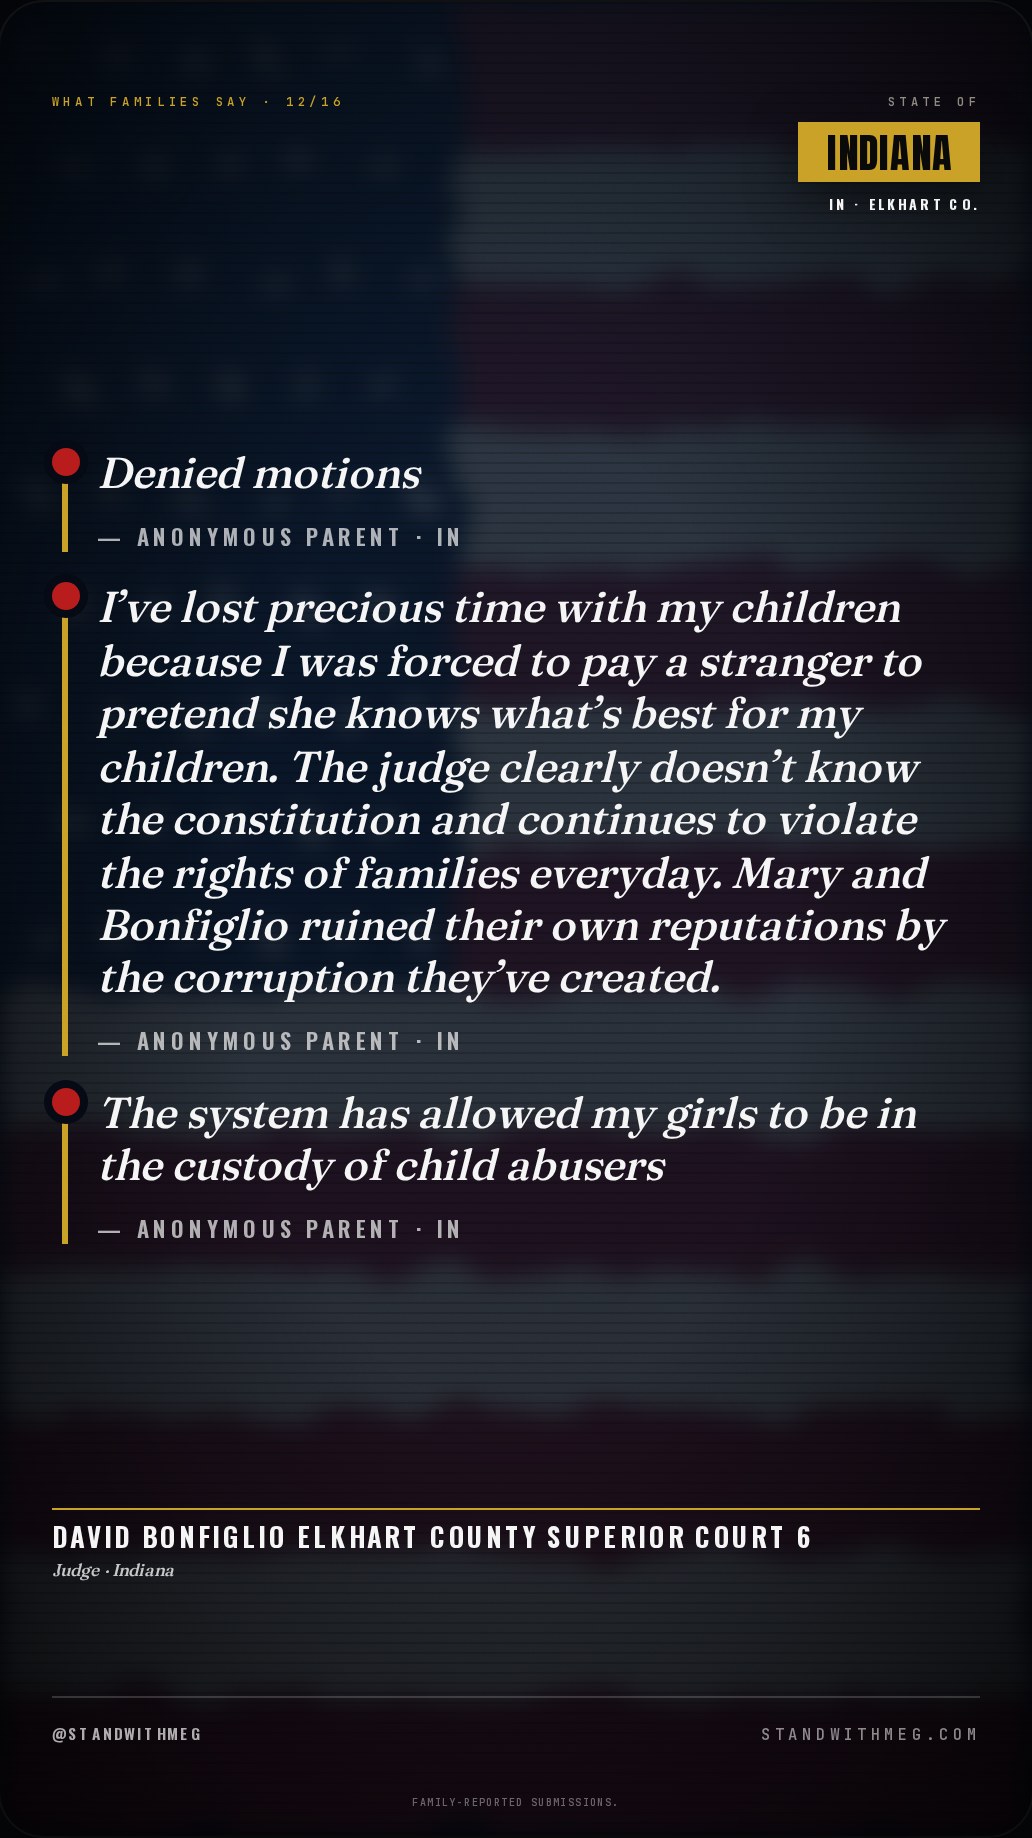 WHAT FAMILIES SAY · 12/16
STATE OF
INDIANA
IN · ELKHART CO.
Denied motions
— ANONYMOUS PARENT · IN
I’ve lost precious time with my children
because I was forced to pay a stranger to
pretend she knows what’s best for my
children. The judge clearly doesn’t know
the constitution and continues to violate
the rights of families everyday. Mary and
Bonfiglio ruined their own reputations by
the corruption they’ve created.
— ANONYMOUS PARENT · IN
The system has allowed my girls to be in
the custody of child abusers
— ANONYMOUS PARENT · IN
DAVID BONFIGLIO ELKHART COUNTY SUPERIOR COURT 6
Judge · Indiana
@STANDWITHMEG
STANDWITHMEG.COM
FAMILY-REPORTED SUBMISSIONS.